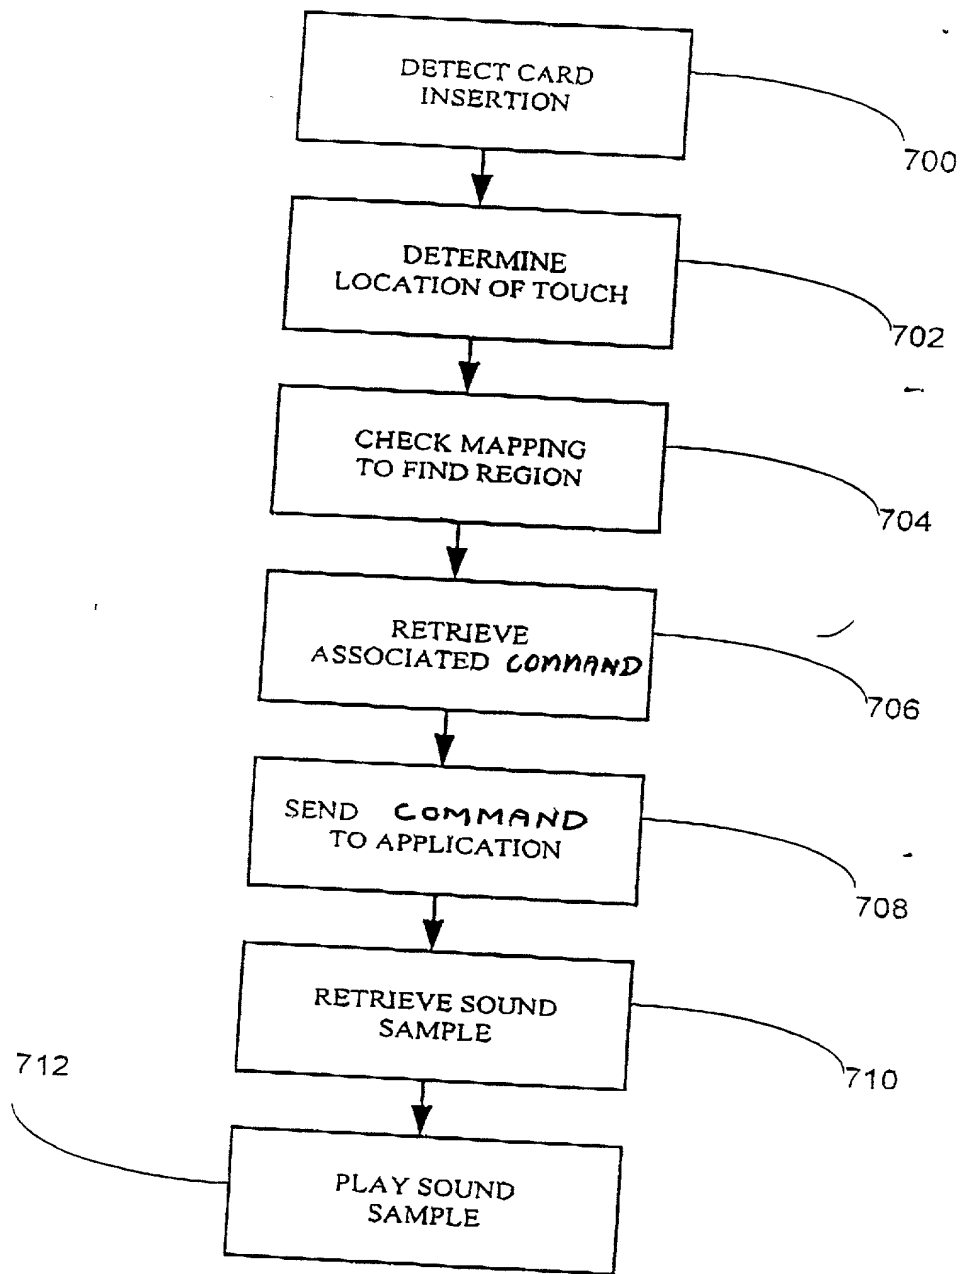 DETECT CARD
INSERTION
700
DETERMINE
LOCATION OF TOUCH
702
CHECK MAPPING
TO FIND REGION
704
RETRIEVE
ASSOCIATED COMMAND
706
SEND COMMAND
TO APPLICATION
708
RETRIEVE SOUND
SAMPLE
710
712
PLAY SOUND
SAMPLE